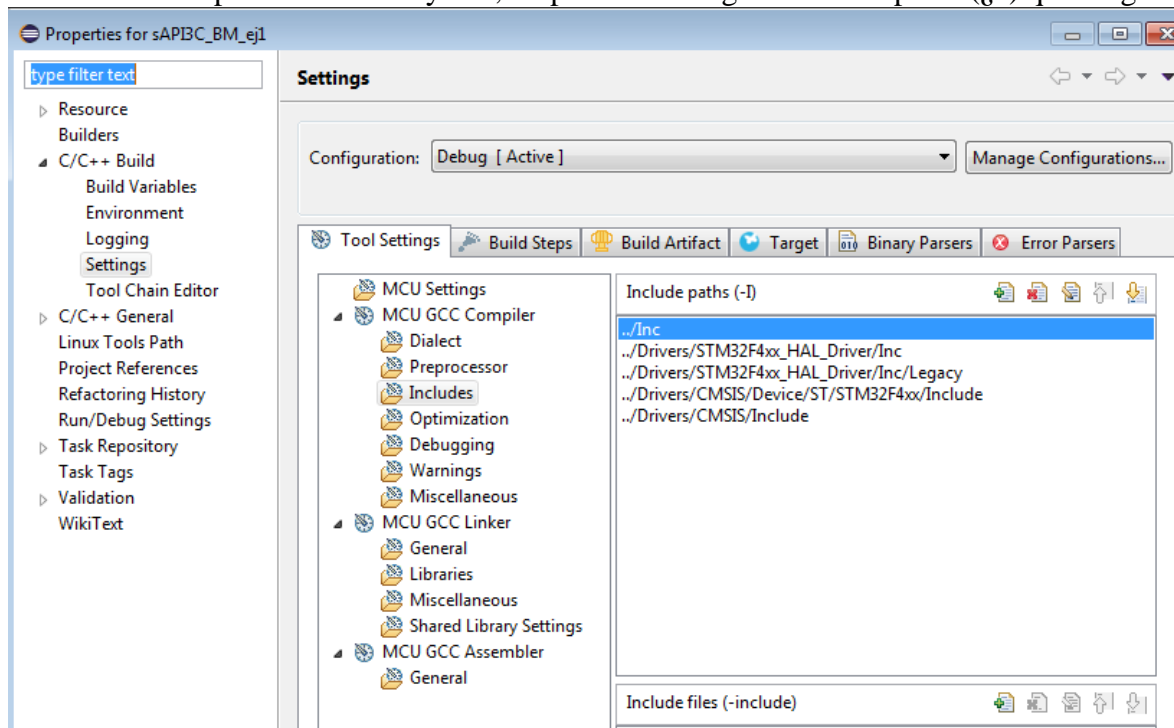 Properties for sAPI3C_BM_ej1
type filter text
Resource
Builders
C/C++ Build
Build Variables
Environment
Logging
Settings
Tool Chain Editor
C/C++ General
Linux Tools Path
Project References
Refactoring History
Run/Debug Settings
Task Repository
Task Tags
Validation
WikiText
Settings
Configuration: Debug [ Active ] Manage Configurations...
Tool Settings Build Steps Build Artifact Target Binary Parsers Error Parsers
MCU Settings
MCU GCC Compiler
Dialect
Preprocessor
Includes
Optimization
Debugging
Warnings
Miscellaneous
MCU GCC Linker
General
Libraries
Miscellaneous
Shared Library Settings
MCU GCC Assembler
General
Include paths (-I)
../Inc
../Drivers/STM32F4xx_HAL_Driver/Inc
../Drivers/STM32F4xx_HAL_Driver/Inc/Legacy
../Drivers/CMSIS/Device/ST/STM32F4xx/Include
../Drivers/CMSIS/Include
Include files (-include)